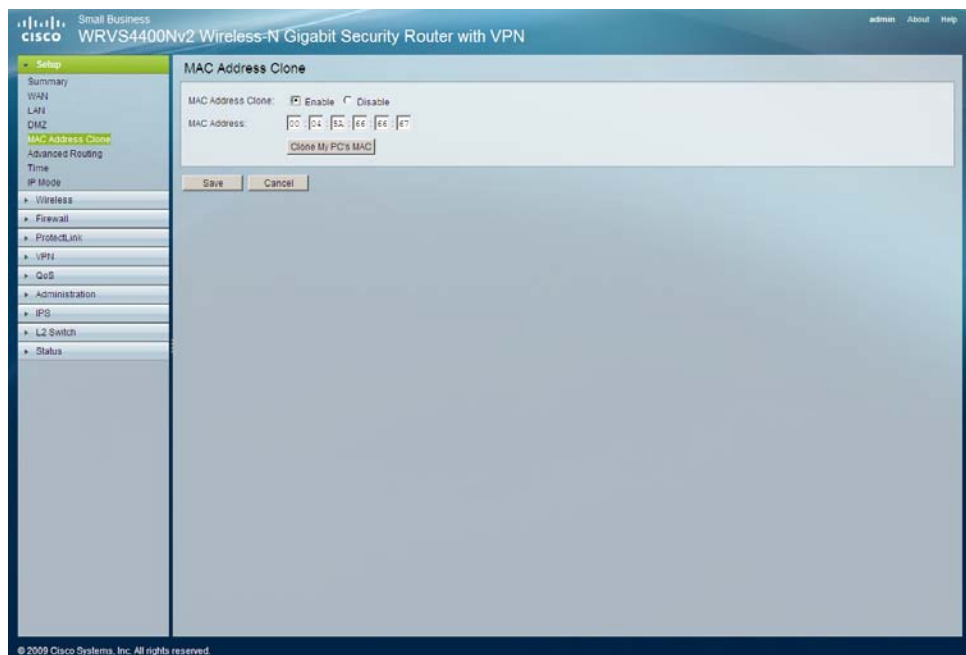 Small Business
CISCO WRVS4400Nv2 Wireless-N Gigabit Security Router with VPN
admin About Help
Setup
Summary
WAN
LAN
DMZ
MAC Address Clone
Advanced Routing
Time
IP Mode
Wireless
Firewall
ProtectLink
VPN
QoS
Administration
IPS
L2 Switch
Status
MAC Address Clone
MAC Address Clone: Enable Disable
MAC Address: 00 : 04 : 5A : 66 : 66 : 67
Clone My PC's MAC
Save Cancel
© 2009 Cisco Systems, Inc. All rights reserved.